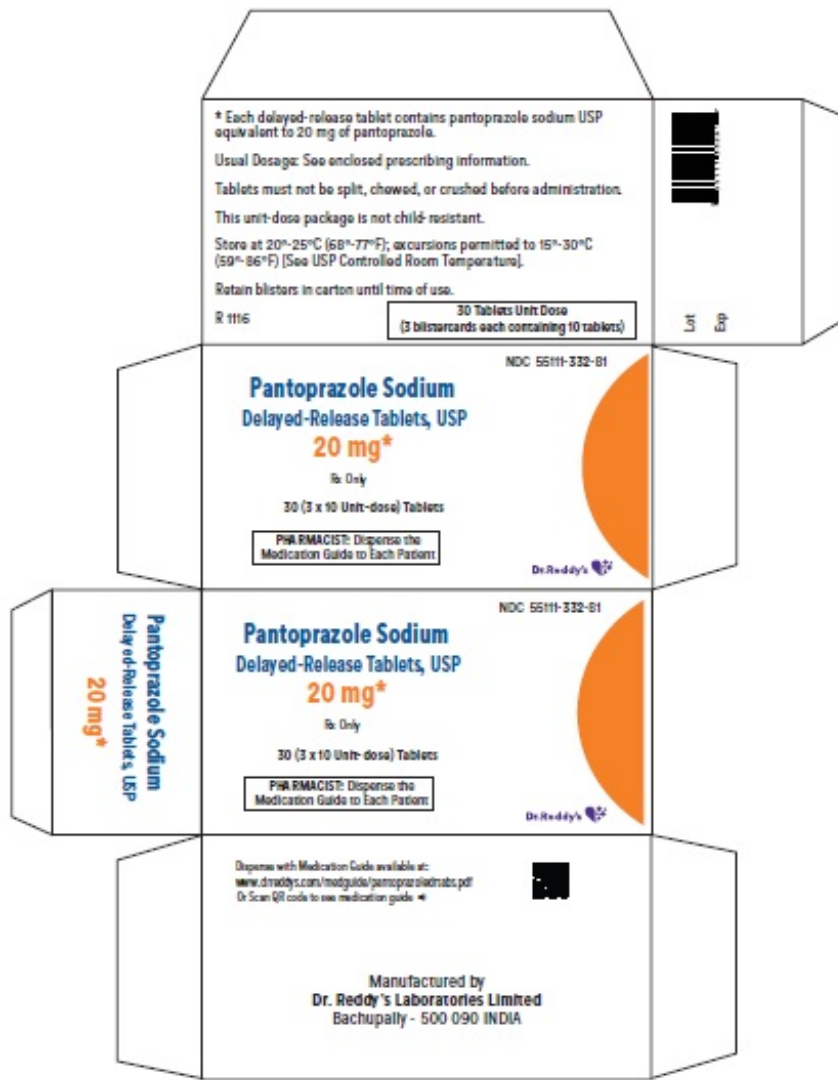 * Each delayed-release tablet contains pantoprazole sodium USP
equivalent to 20 mg of pantoprazole.
Usual Dosage: See enclosed prescribing information.
Tablets must not be split, chewed, or crushed before administration.
This unit-dose package is not child-resistant.
Store at 20°-25°C (68°-77°F); excursions permitted to 15°-30°C
(59°-86°F) [See USP Controlled Room Temperature].
Retain blisters in carton until time of use.
R 1116
30 Tablets Unit Dose
(3 blistercards each containing 10 tablets)
Lot
Exp
NDC 55111-332-81
Pantoprazole Sodium
Delayed-Release Tablets, USP
20 mg*
Rx Only
30 (3 x 10 Unit-dose) Tablets
PHARMACIST: Dispense the
Medication Guide to Each Patient
Dr.Reddy's
Pantoprazole Sodium
Delayed-Release Tablets, USP
20 mg*
NDC 55111-332-81
Pantoprazole Sodium
Delayed-Release Tablets, USP
20 mg*
Rx Only
30 (3 x 10 Unit-dose) Tablets
PHARMACIST: Dispense the
Medication Guide to Each Patient
Dr.Reddy's
Dispense with Medication Guide available at:
Or Scan QR code to see medication guide
Manufactured by
Dr. Reddy's Laboratories Limited
Bachupally - 500 090 INDIA